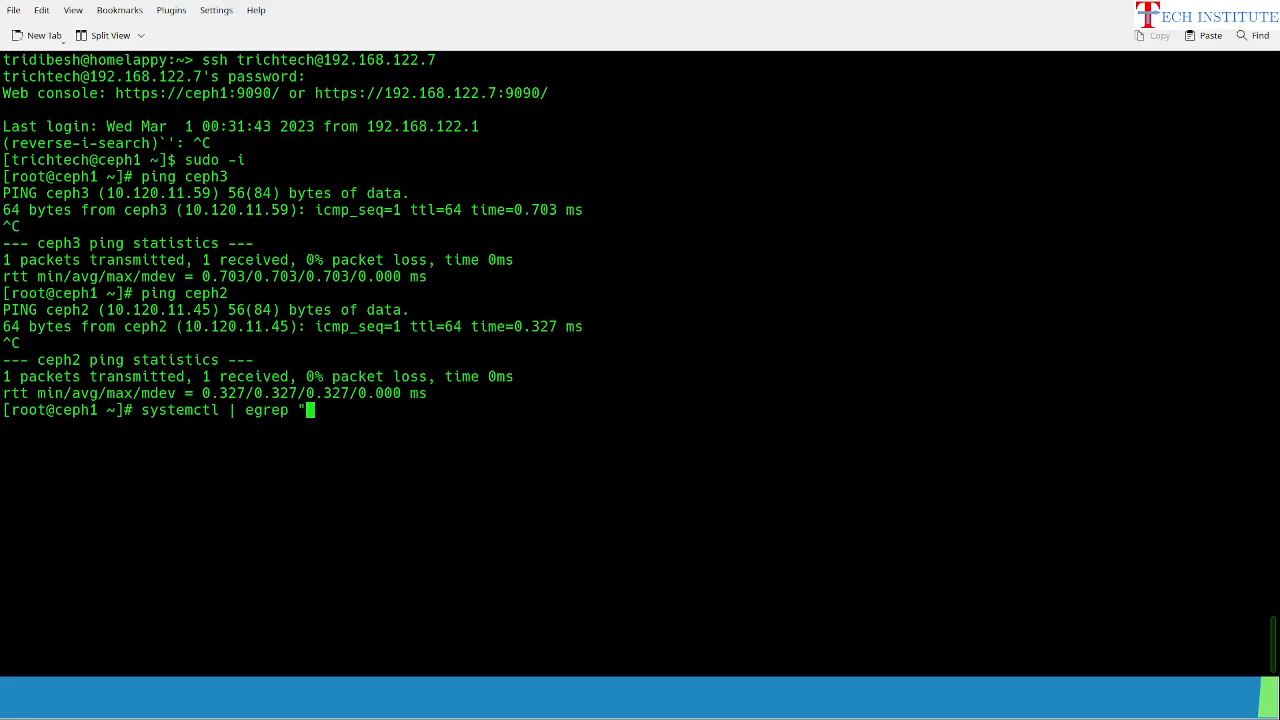 File Edit View Bookmarks Plugins Settings Help
TECH INSTITUTE
New Tab Split View Copy Paste Find
tridibesh@homelappy:~> ssh trichtech@192.168.122.7
trichtech@192.168.122.7's password:
Web console: https://ceph1:9090/ or https://192.168.122.7:9090/
Last login: Wed Mar  1 00:31:43 2023 from 192.168.122.1
(reverse-i-search)`': ^C
[trichtech@ceph1 ~]$ sudo -i
[root@ceph1 ~]# ping ceph3
PING ceph3 (10.120.11.59) 56(84) bytes of data.
64 bytes from ceph3 (10.120.11.59): icmp_seq=1 ttl=64 time=0.703 ms
^C
--- ceph3 ping statistics ---
1 packets transmitted, 1 received, 0% packet loss, time 0ms
rtt min/avg/max/mdev = 0.703/0.703/0.703/0.000 ms
[root@ceph1 ~]# ping ceph2
PING ceph2 (10.120.11.45) 56(84) bytes of data.
64 bytes from ceph2 (10.120.11.45): icmp_seq=1 ttl=64 time=0.327 ms
^C
--- ceph2 ping statistics ---
1 packets transmitted, 1 received, 0% packet loss, time 0ms
rtt min/avg/max/mdev = 0.327/0.327/0.327/0.000 ms
[root@ceph1 ~]# systemctl | egrep "